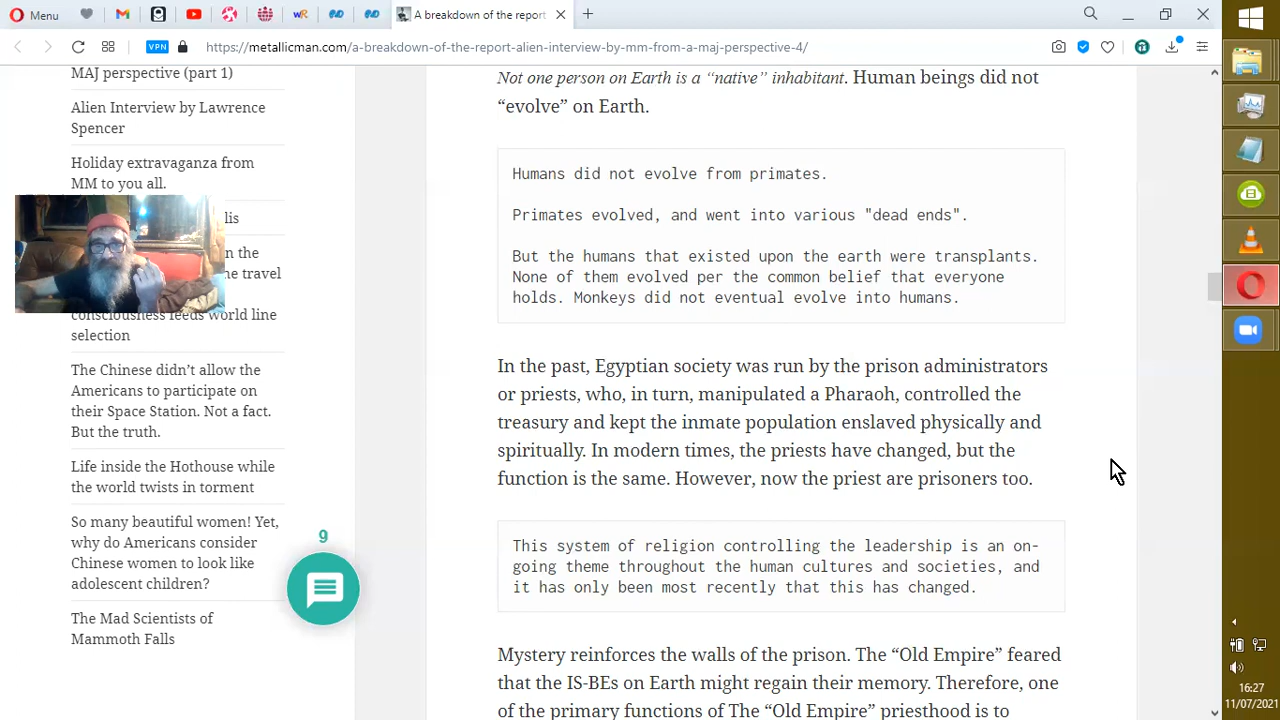 Menu
A breakdown of the report
https://metallicman.com/a-breakdown-of-the-report-alien-interview-by-mm-from-a-maj-perspective-4/
VPN
MAJ perspective (part 1)
Alien Interview by Lawrence
Spencer
Holiday extravaganza from
MM to you all.
lis
n the
ne travel
consciousness feeds world line
selection
The Chinese didn’t allow the
Americans to participate on
their Space Station. Not a fact.
But the truth.
Life inside the Hothouse while
the world twists in torment
So many beautiful women! Yet,
why do Americans consider
Chinese women to look like
adolescent children?
The Mad Scientists of
Mammoth Falls
9
Not one person on Earth is a “native” inhabitant. Human beings did not
“evolve” on Earth.
Humans did not evolve from primates.
Primates evolved, and went into various "dead ends".
But the humans that existed upon the earth were transplants.
None of them evolved per the common belief that everyone
holds. Monkeys did not eventual evolve into humans.
In the past, Egyptian society was run by the prison administrators
or priests, who, in turn, manipulated a Pharaoh, controlled the
treasury and kept the inmate population enslaved physically and
spiritually. In modern times, the priests have changed, but the
function is the same. However, now the priest are prisoners too.
This system of religion controlling the leadership is an on-
going theme throughout the human cultures and societies, and
it has only been most recently that this has changed.
Mystery reinforces the walls of the prison. The “Old Empire” feared
that the IS-BEs on Earth might regain their memory. Therefore, one
of the primary functions of The “Old Empire” priesthood is to
16:27
11/07/2021